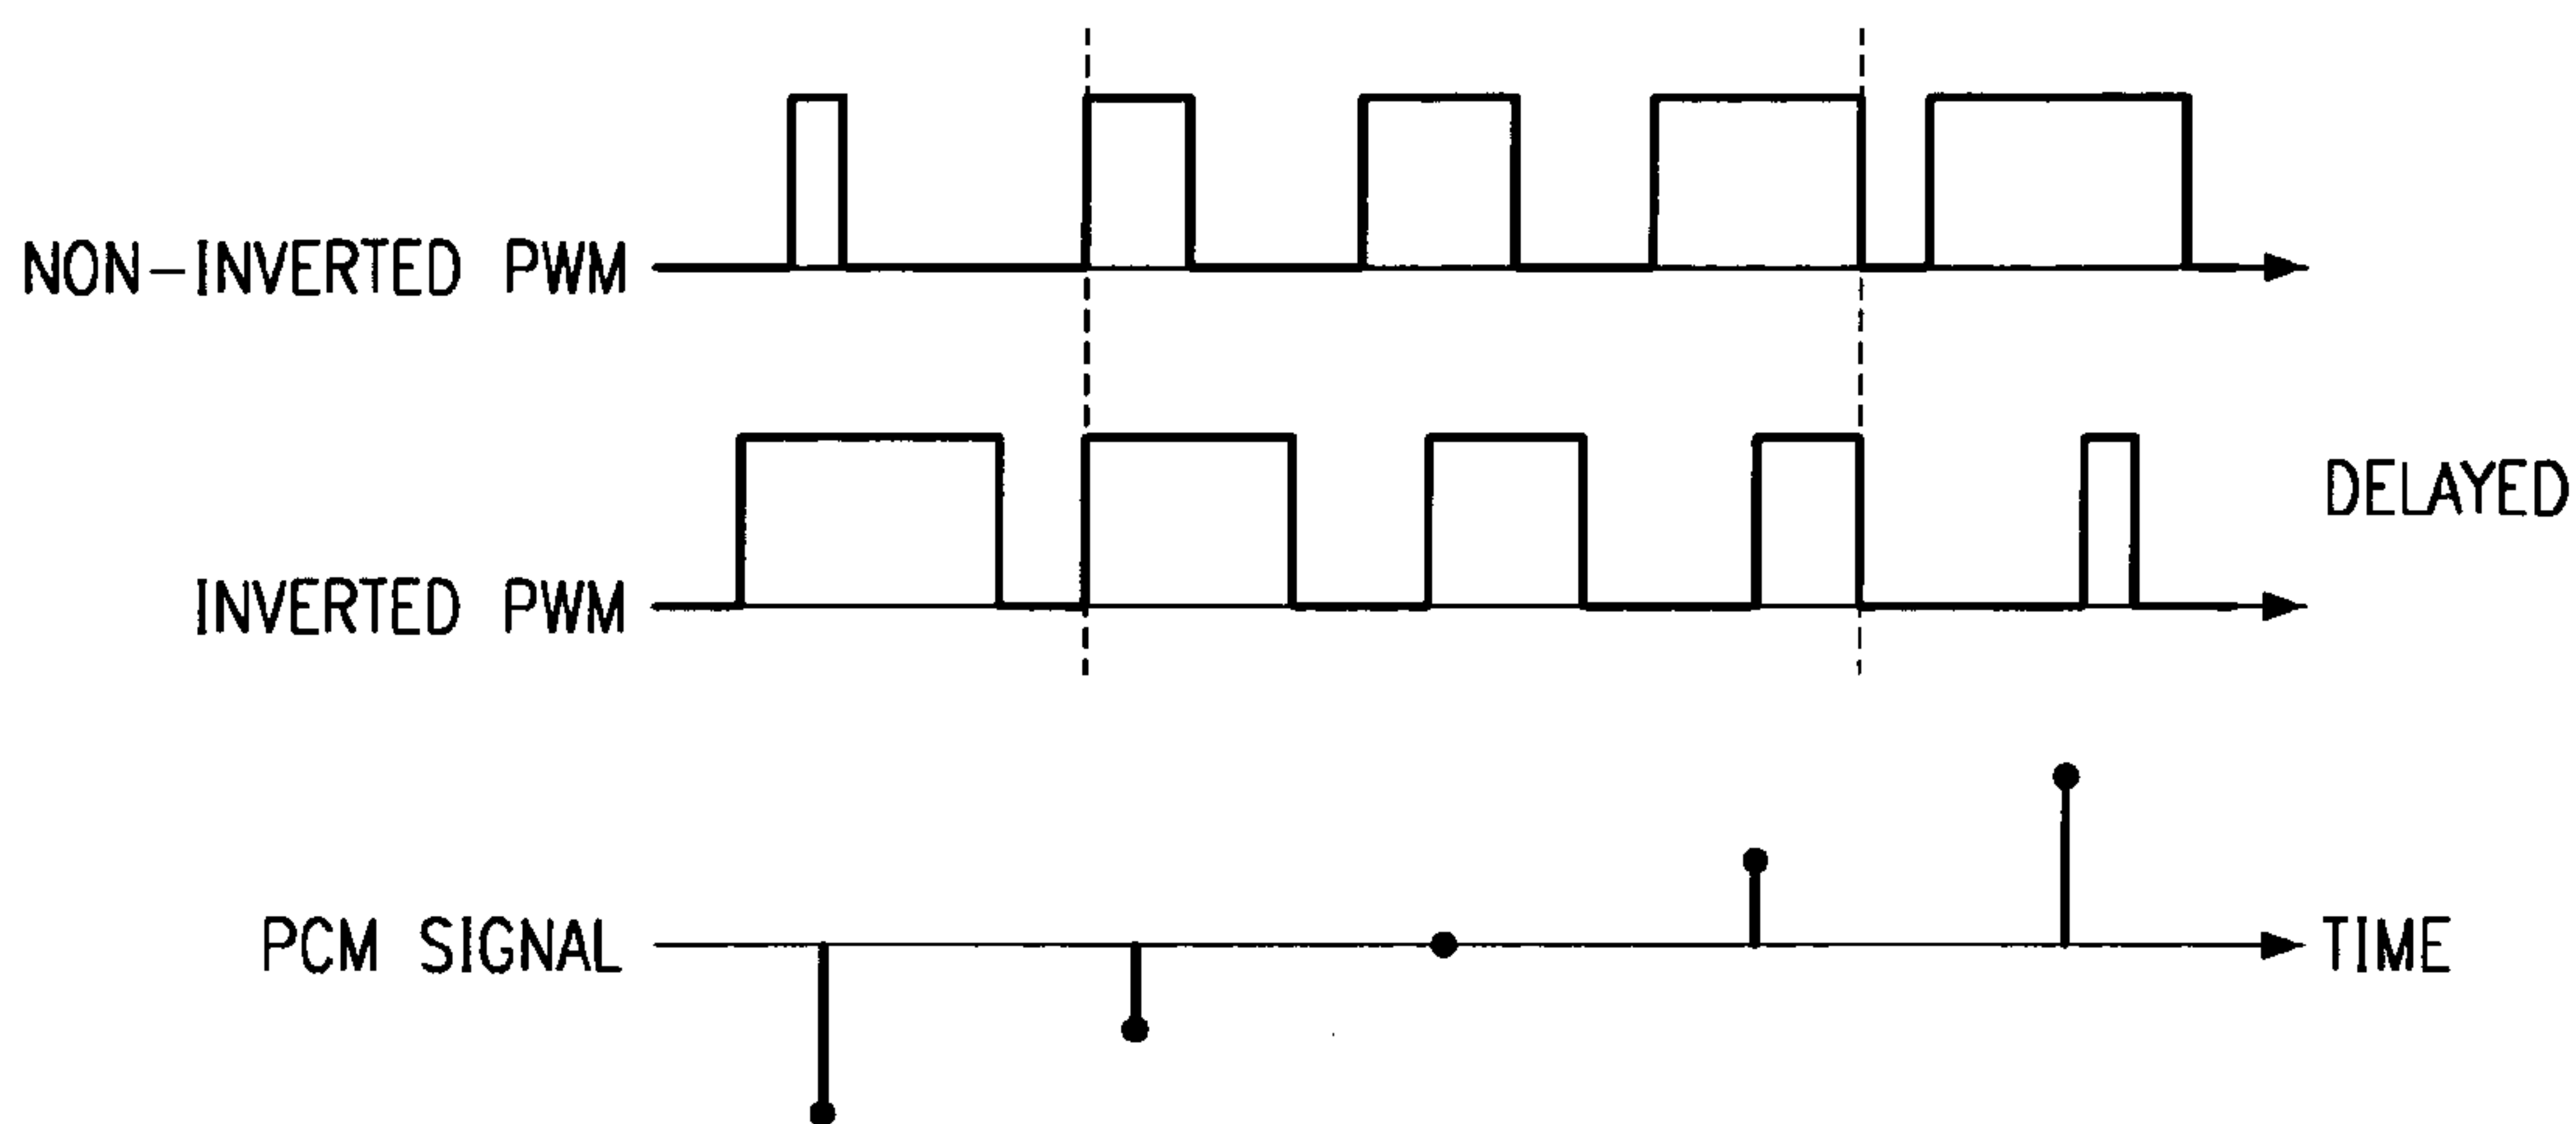 NON-INVERTED PWM
DELAYED
INVERTED PWM
PCM SIGNAL
TIME